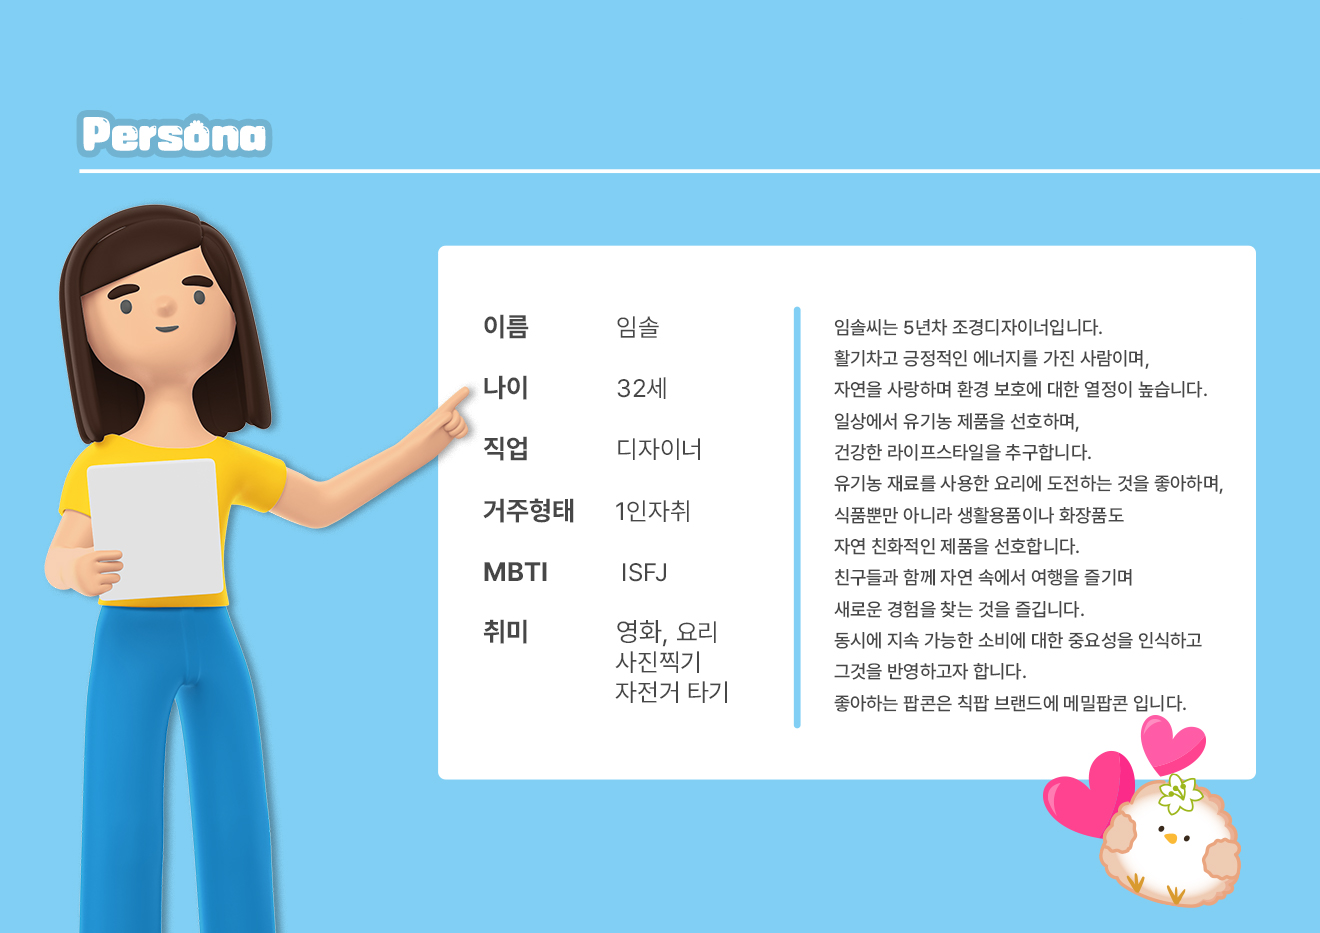 Persona
이름 임솔
나이 32세
직업 디자이너
거주형태 1인자취
MBTI ISFJ
취미 영화, 요리
사진찍기
자전거 타기
임솔씨는 5년차 조경디자이너입니다.
활기차고 긍정적인 에너지를 가진 사람이며,
자연을 사랑하며 환경 보호에 대한 열정이 높습니다.
일상에서 유기농 제품을 선호하며,
건강한 라이프스타일을 추구합니다.
유기농 재료를 사용한 요리에 도전하는 것을 좋아하며,
식품뿐만 아니라 생활용품이나 화장품도
자연 친화적인 제품을 선호합니다.
친구들과 함께 자연 속에서 여행을 즐기며
새로운 경험을 찾는 것을 즐깁니다.
동시에 지속 가능한 소비에 대한 중요성을 인식하고
그것을 반영하고자 합니다.
좋아하는 팝콘은 칙팝 브랜드에 메밀팝콘 입니다.